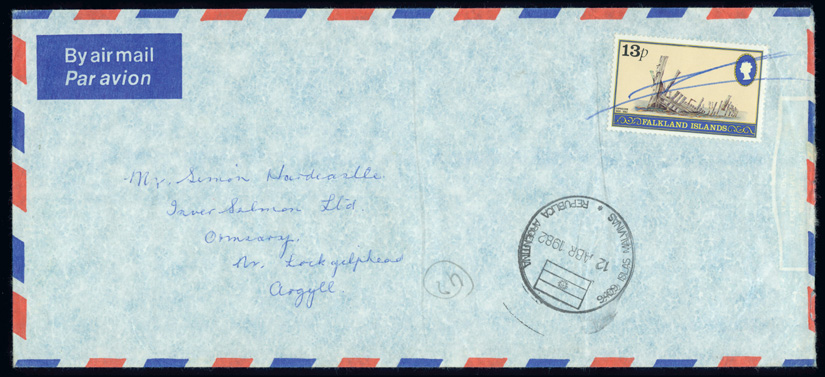 By air mail
Par avion
13p
FALKLAND ISLANDS
Mr. Simon Hardcastle
Inver Salmon Ltd.
Ormsary,
Nr. Lochgilphead
Argyll.
REPUBLICA ARGENTINA
12 ABR 1982
9409 ISLAS MALVINAS